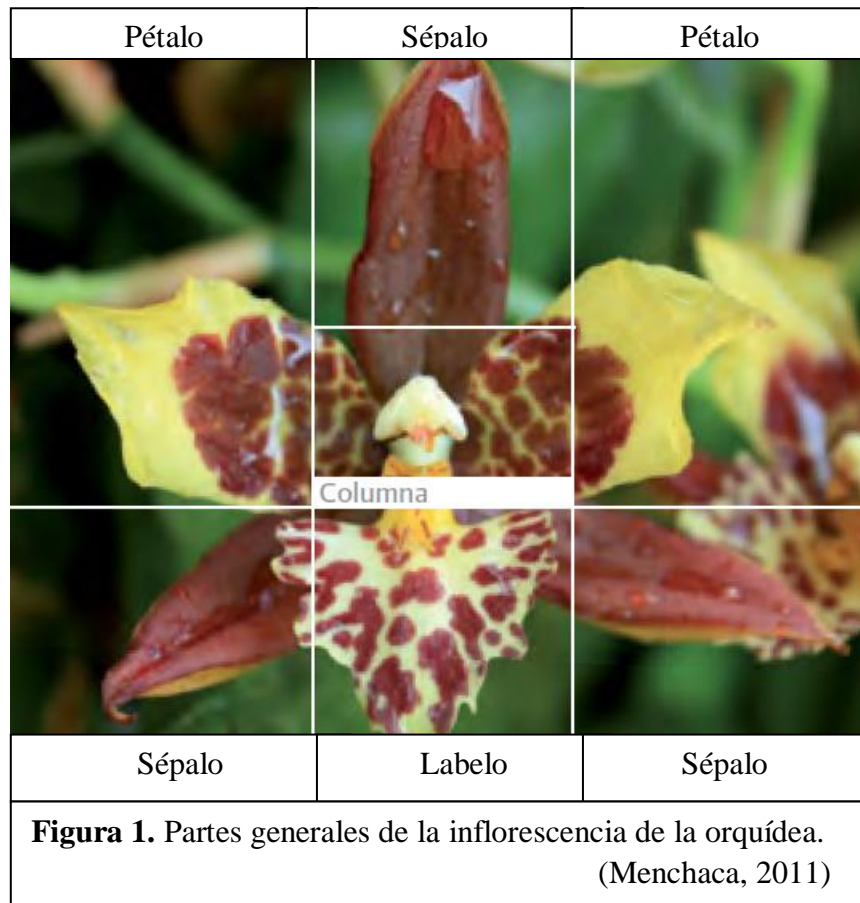 Pétalo Sépalo Pétalo
Columna
Sépalo Labelo Sépalo
Figura 1. Partes generales de la inflorescencia de la orquídea.
(Menchaca, 2011)